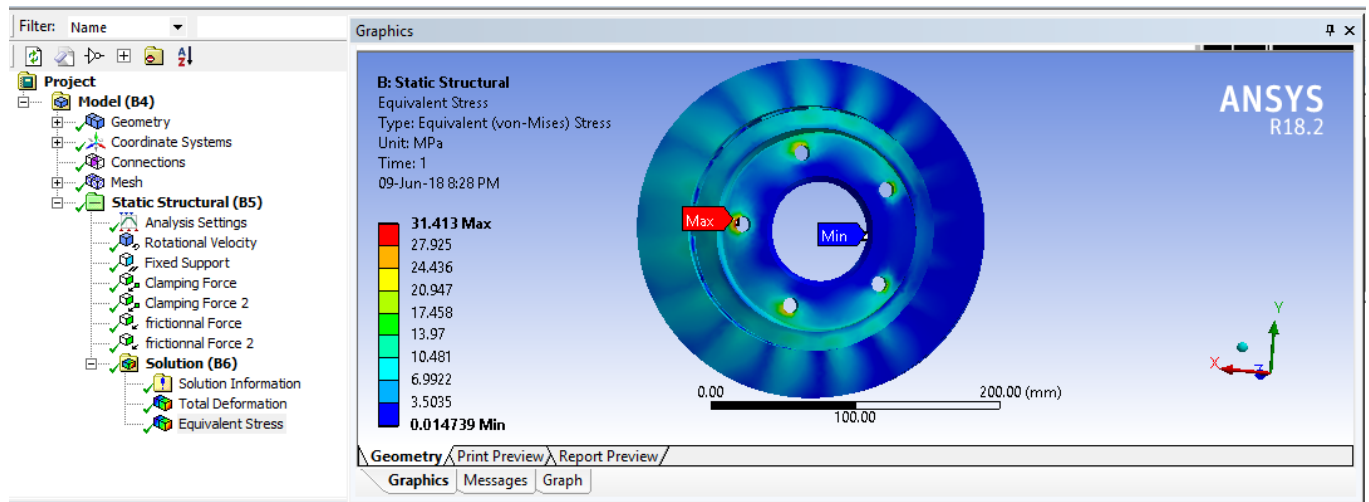 Filter: Name
Project
Model (B4)
Geometry
Coordinate Systems
Connections
Mesh
Static Structural (B5)
Analysis Settings
Rotational Velocity
Fixed Support
Clamping Force
Clamping Force 2
frictionnal Force
frictionnal Force 2
Solution (B6)
Solution Information
Total Deformation
Equivalent Stress
Graphics
B: Static Structural
Equivalent Stress
Type: Equivalent (von-Mises) Stress
Unit: MPa
Time: 1
09-Jun-18 8:28 PM
31.413 Max
27.925
24.436
20.947
17.458
13.97
10.481
6.9922
3.5035
0.014739 Min
Max
Min
ANSYS
R18.2
Y
X
Z
0.00
200.00 (mm)
100.00
Geometry Print Preview Report Preview
Graphics Messages Graph